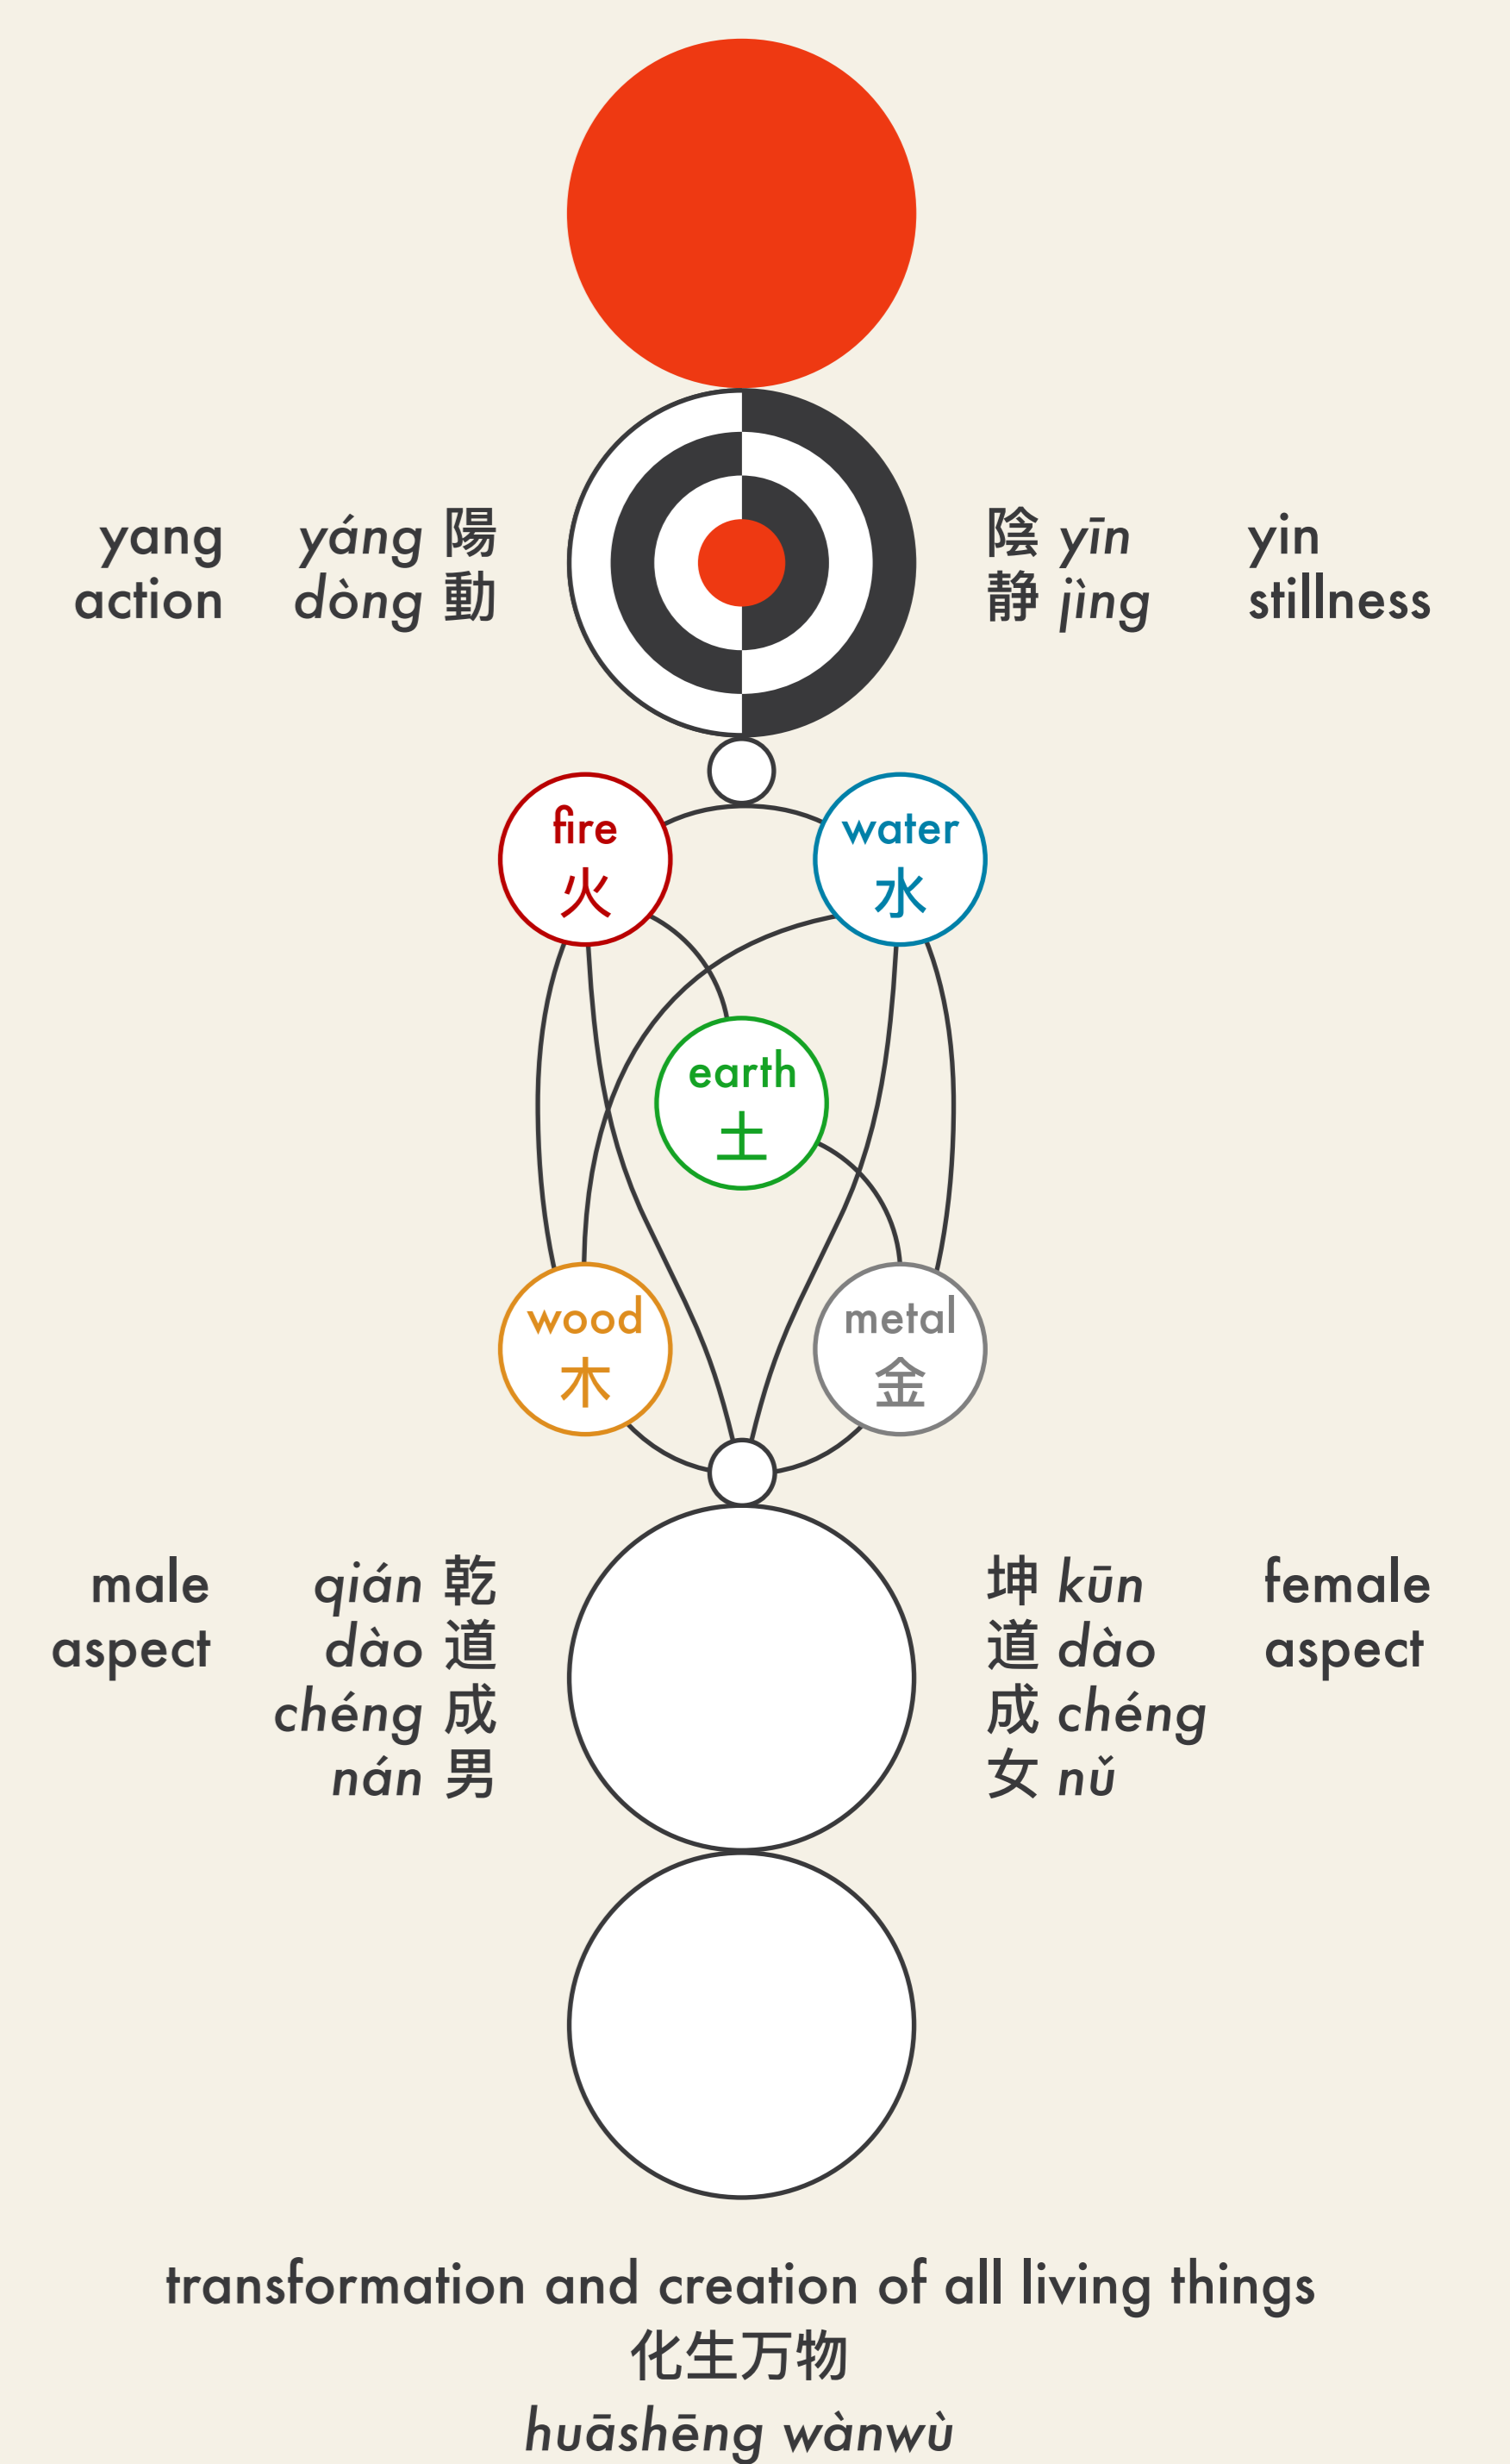 yang yáng 陽 陰 yīn yin
action dòng 動 静 jìng stillness
fire water
火 水
earth
土
wood metal
木 金
male qián 乾 坤 kūn female
aspect dào 道 道 dào aspect
chéng 成 成 chéng
nán 男 女 nǔ
transformation and creation of all living things
化生万物
huāshēng wànwù